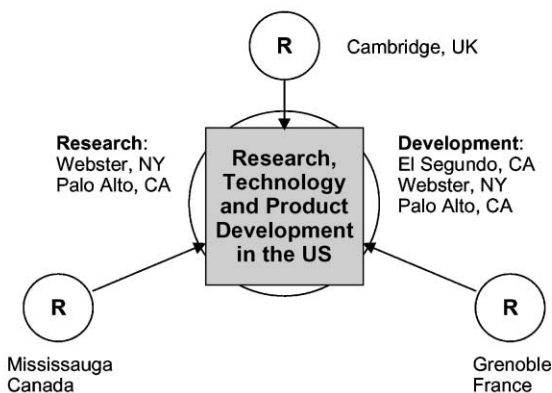 R
Cambridge, UK
Research:
Webster, NY
Palo Alto, CA
Research,
Technology
and Product
Development
in the US
Development:
El Segundo, CA
Webster, NY
Palo Alto, CA
R
Mississauga
Canada
R
Grenoble
France